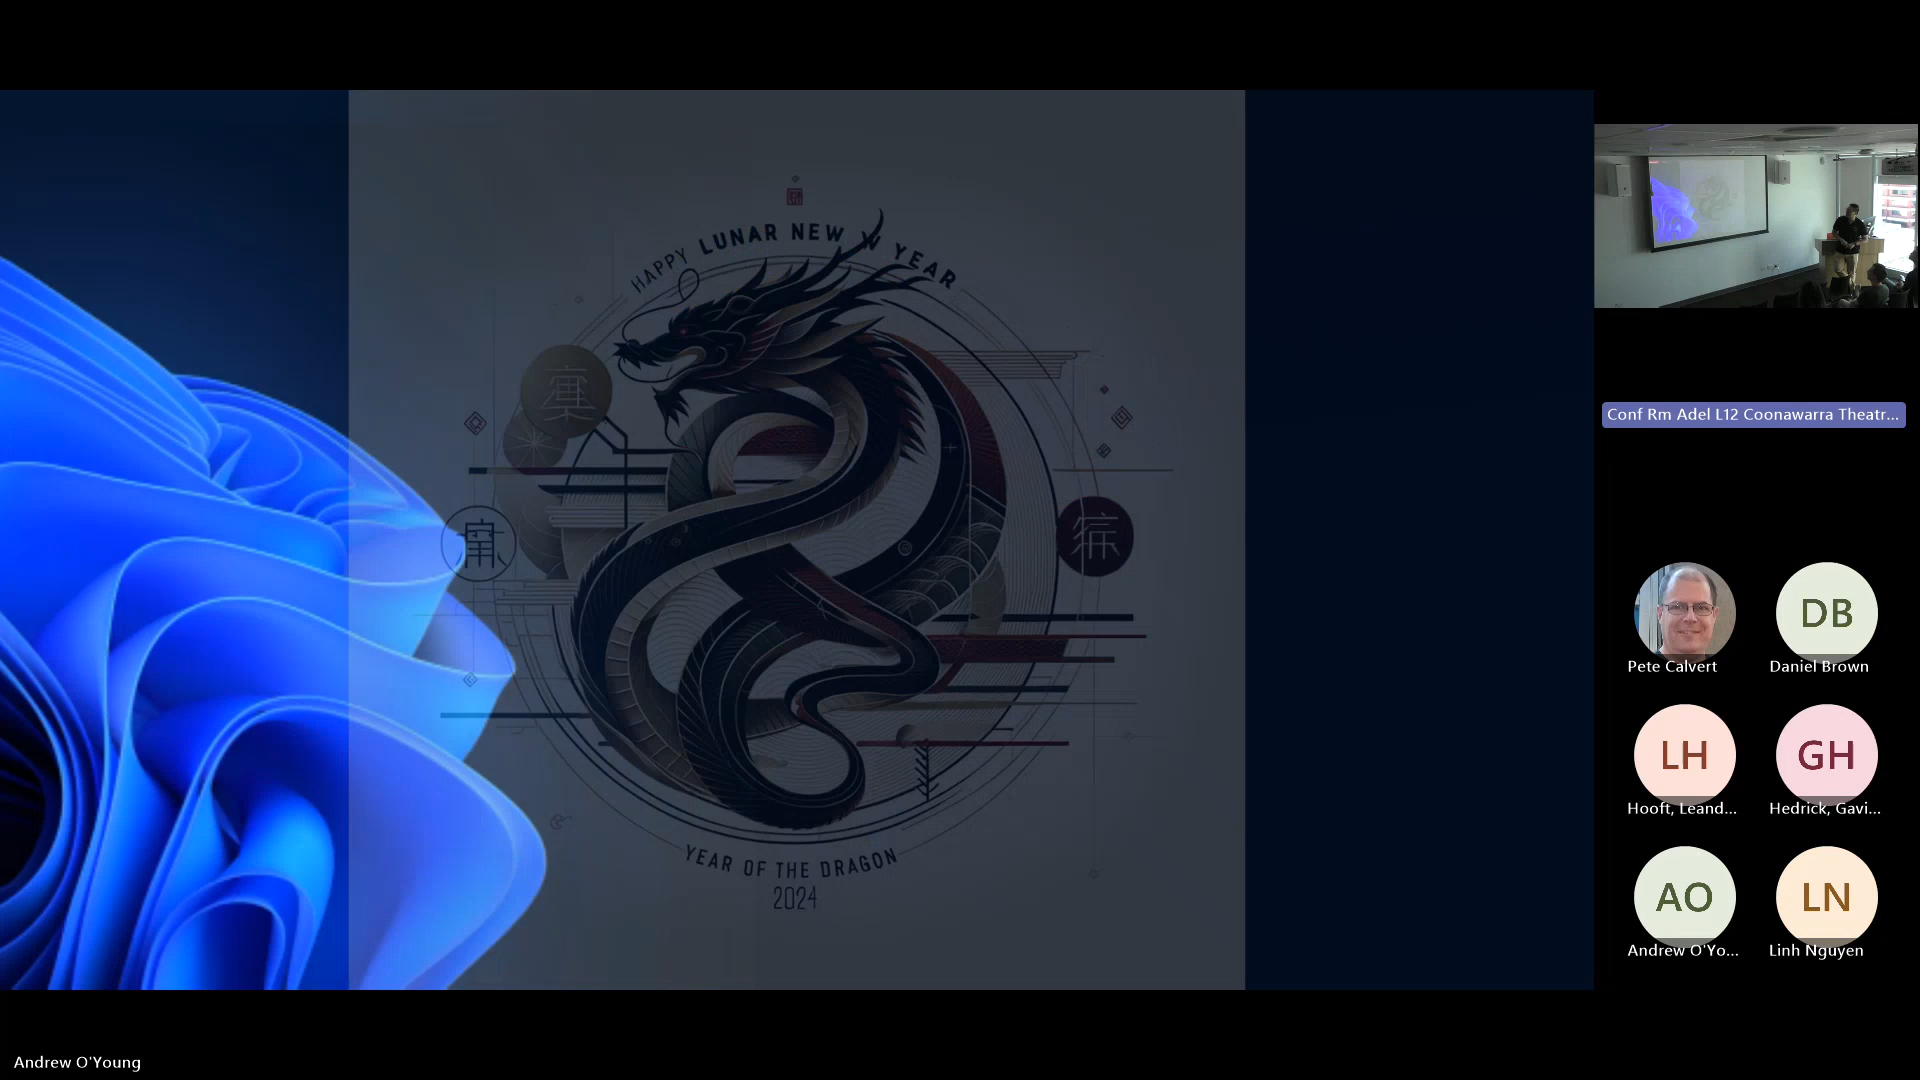 HAPPY LUNAR NEW W YEAR
YEAR OF THE DRAGON
2024
Conf Rm Adel L12 Coonawarra Theatr...
Pete Calvert
DB
Daniel Brown
LH
Hooft, Leand...
GH
Hedrick, Gavi...
AO
Andrew O'Yo...
LN
Linh Nguyen
Andrew O'Young